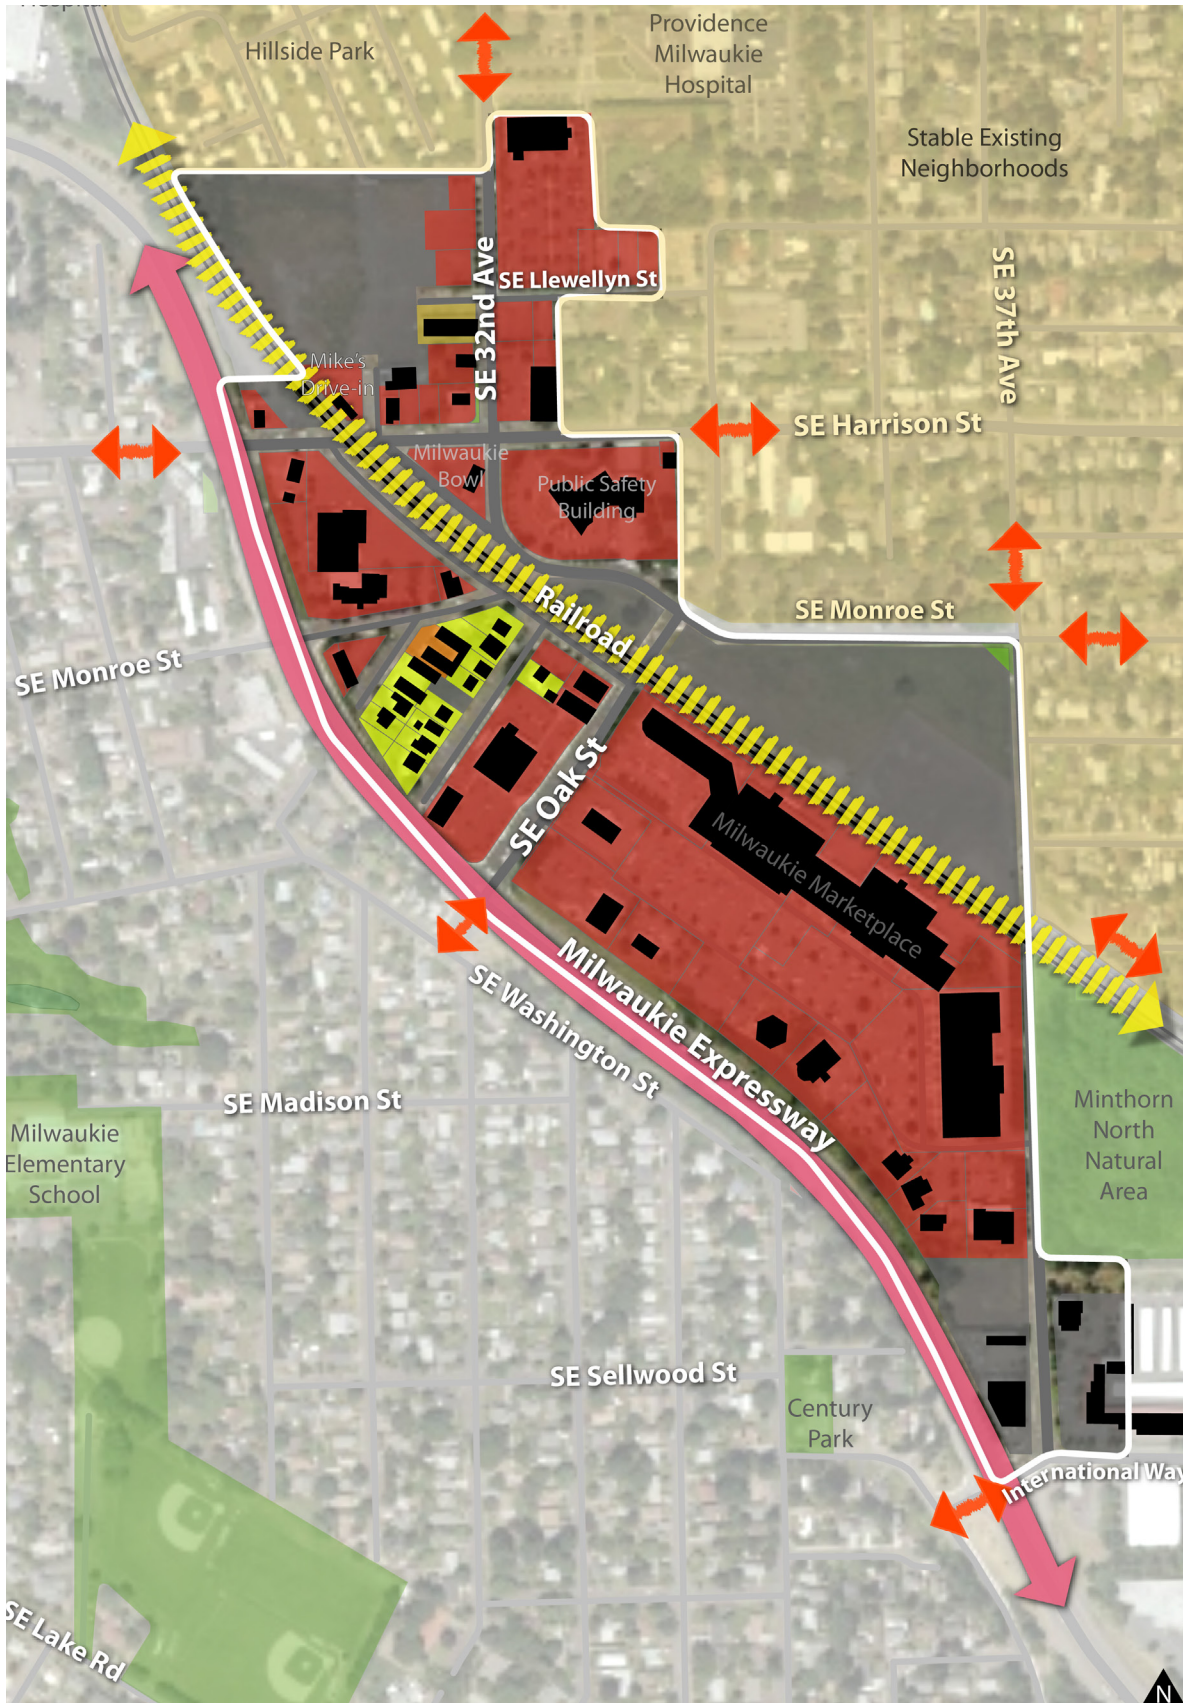 Hospital
Hillside Park
Providence
Milwaukie
Hospital
Stable Existing
Neighborhoods
SE 32nd Ave
SE Llewellyn St
SE 37th Ave
Mike's
Drive-in
SE Harrison St
Milwaukie
Bowl
Public Safety
Building
Railroad
SE Monroe St
SE Monroe St
SE Oak St
Milwaukie Marketplace
Milwaukie Expressway
SE Washington St
SE Madison St
Milwaukie
Elementary
School
Minthorn
North
Natural
Area
SE Sellwood St
Century
Park
International Way
SE Lake Rd
N